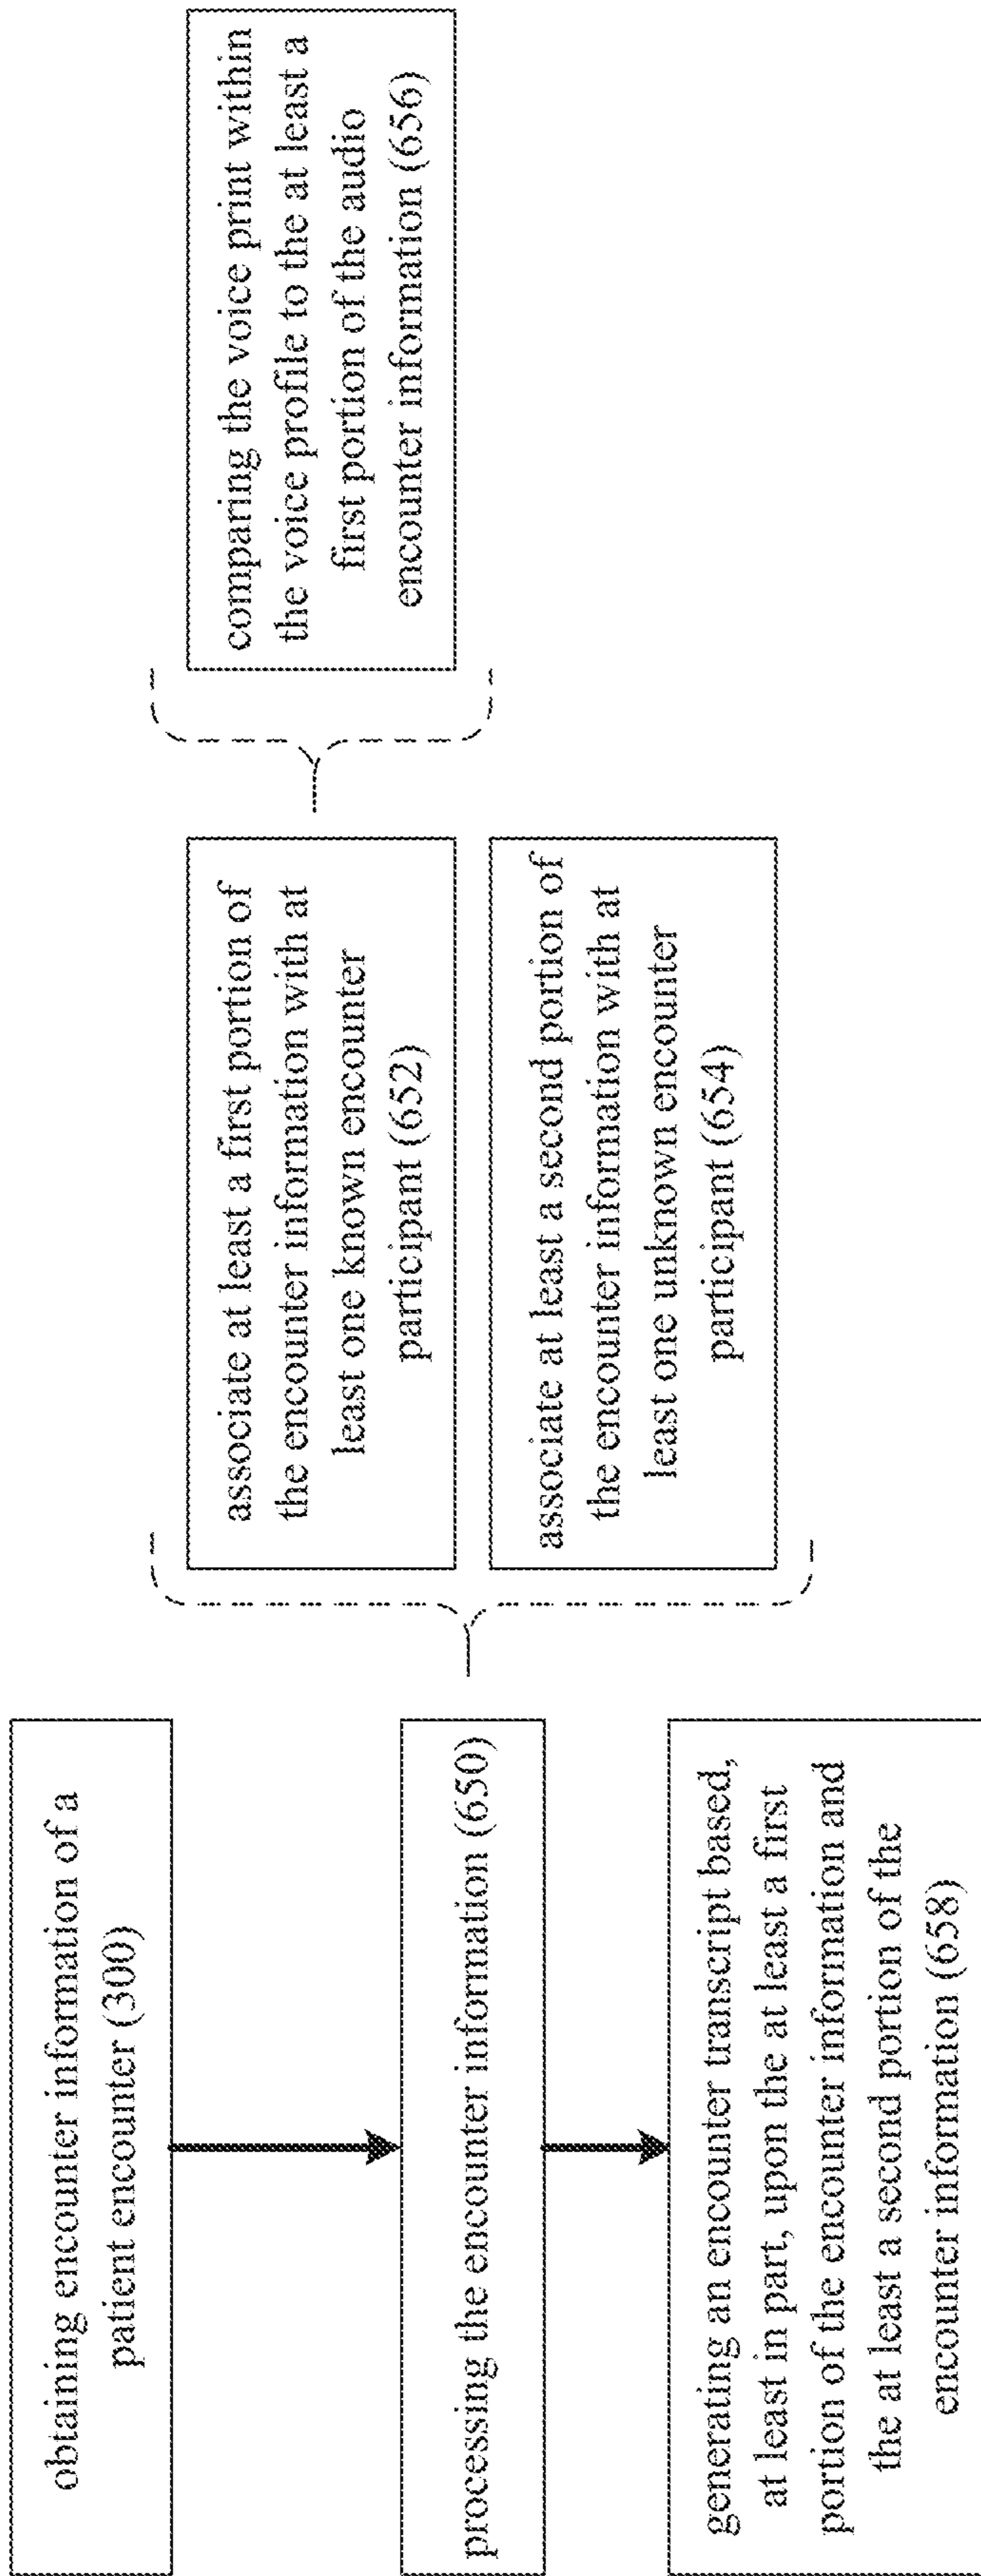 obtaining encounter information of a
patient encounter (300)
processing the encounter information (650)
generating an encounter transcript based,
at least in part, upon the at least a first
portion of the encounter information and
the at least a second portion of the
encounter information (658)
associate at least a first portion of
the encounter information with at
least one known encounter
participant (652)
associate at least a second portion of
the encounter information with at
least one unknown encounter
participant (654)
comparing the voice print within
the voice profile to the at least a
first portion of the audio
encounter information (656)